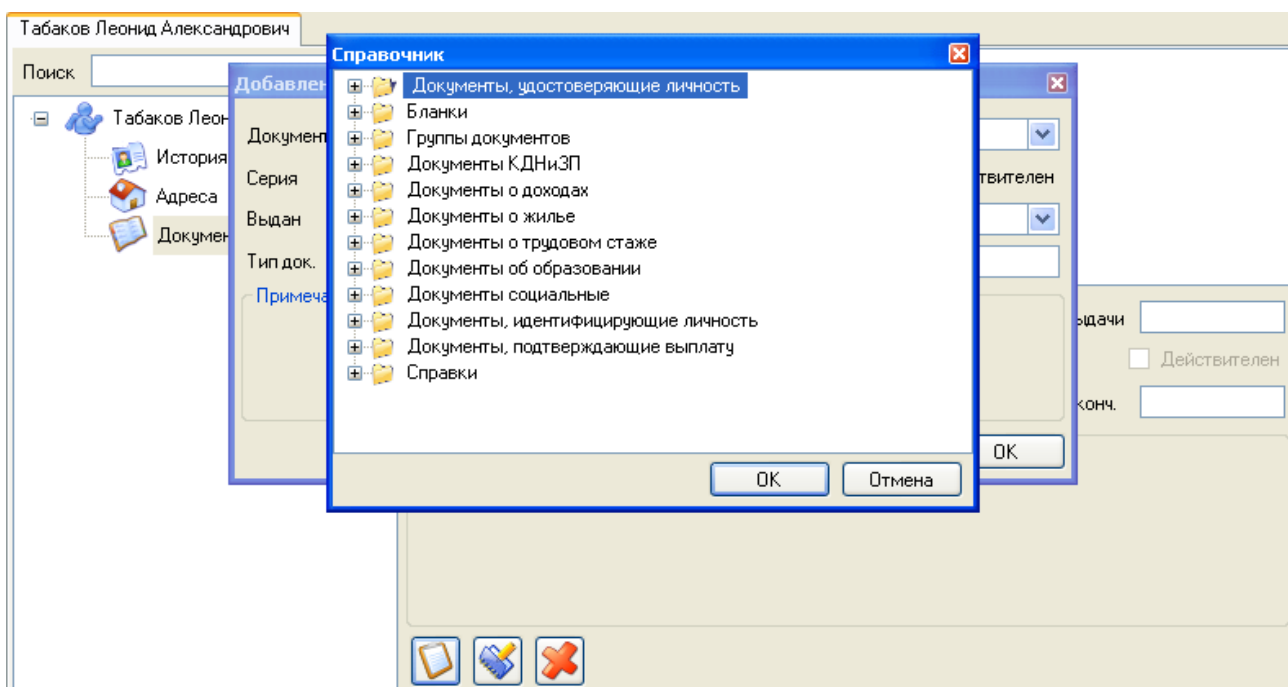 Табаков Леонид Александрович
Поиск
Табаков Леон
История
Адреса
Докумен
Добавлен
Документ
Серия
твителен
Выдан
Тип док.
Примеча
OK
Справочник
Документы, удостоверяющие личность
Бланки
Группы документов
Документы КДНиЗП
Документы о доходах
Документы о жилье
Документы о трудовом стаже
Документы об образовании
Документы социальные
Документы, идентифицирующие личность
Документы, подтверждающие выплату
Справки
OK Отмена
ыдачи
Действителен
конч.